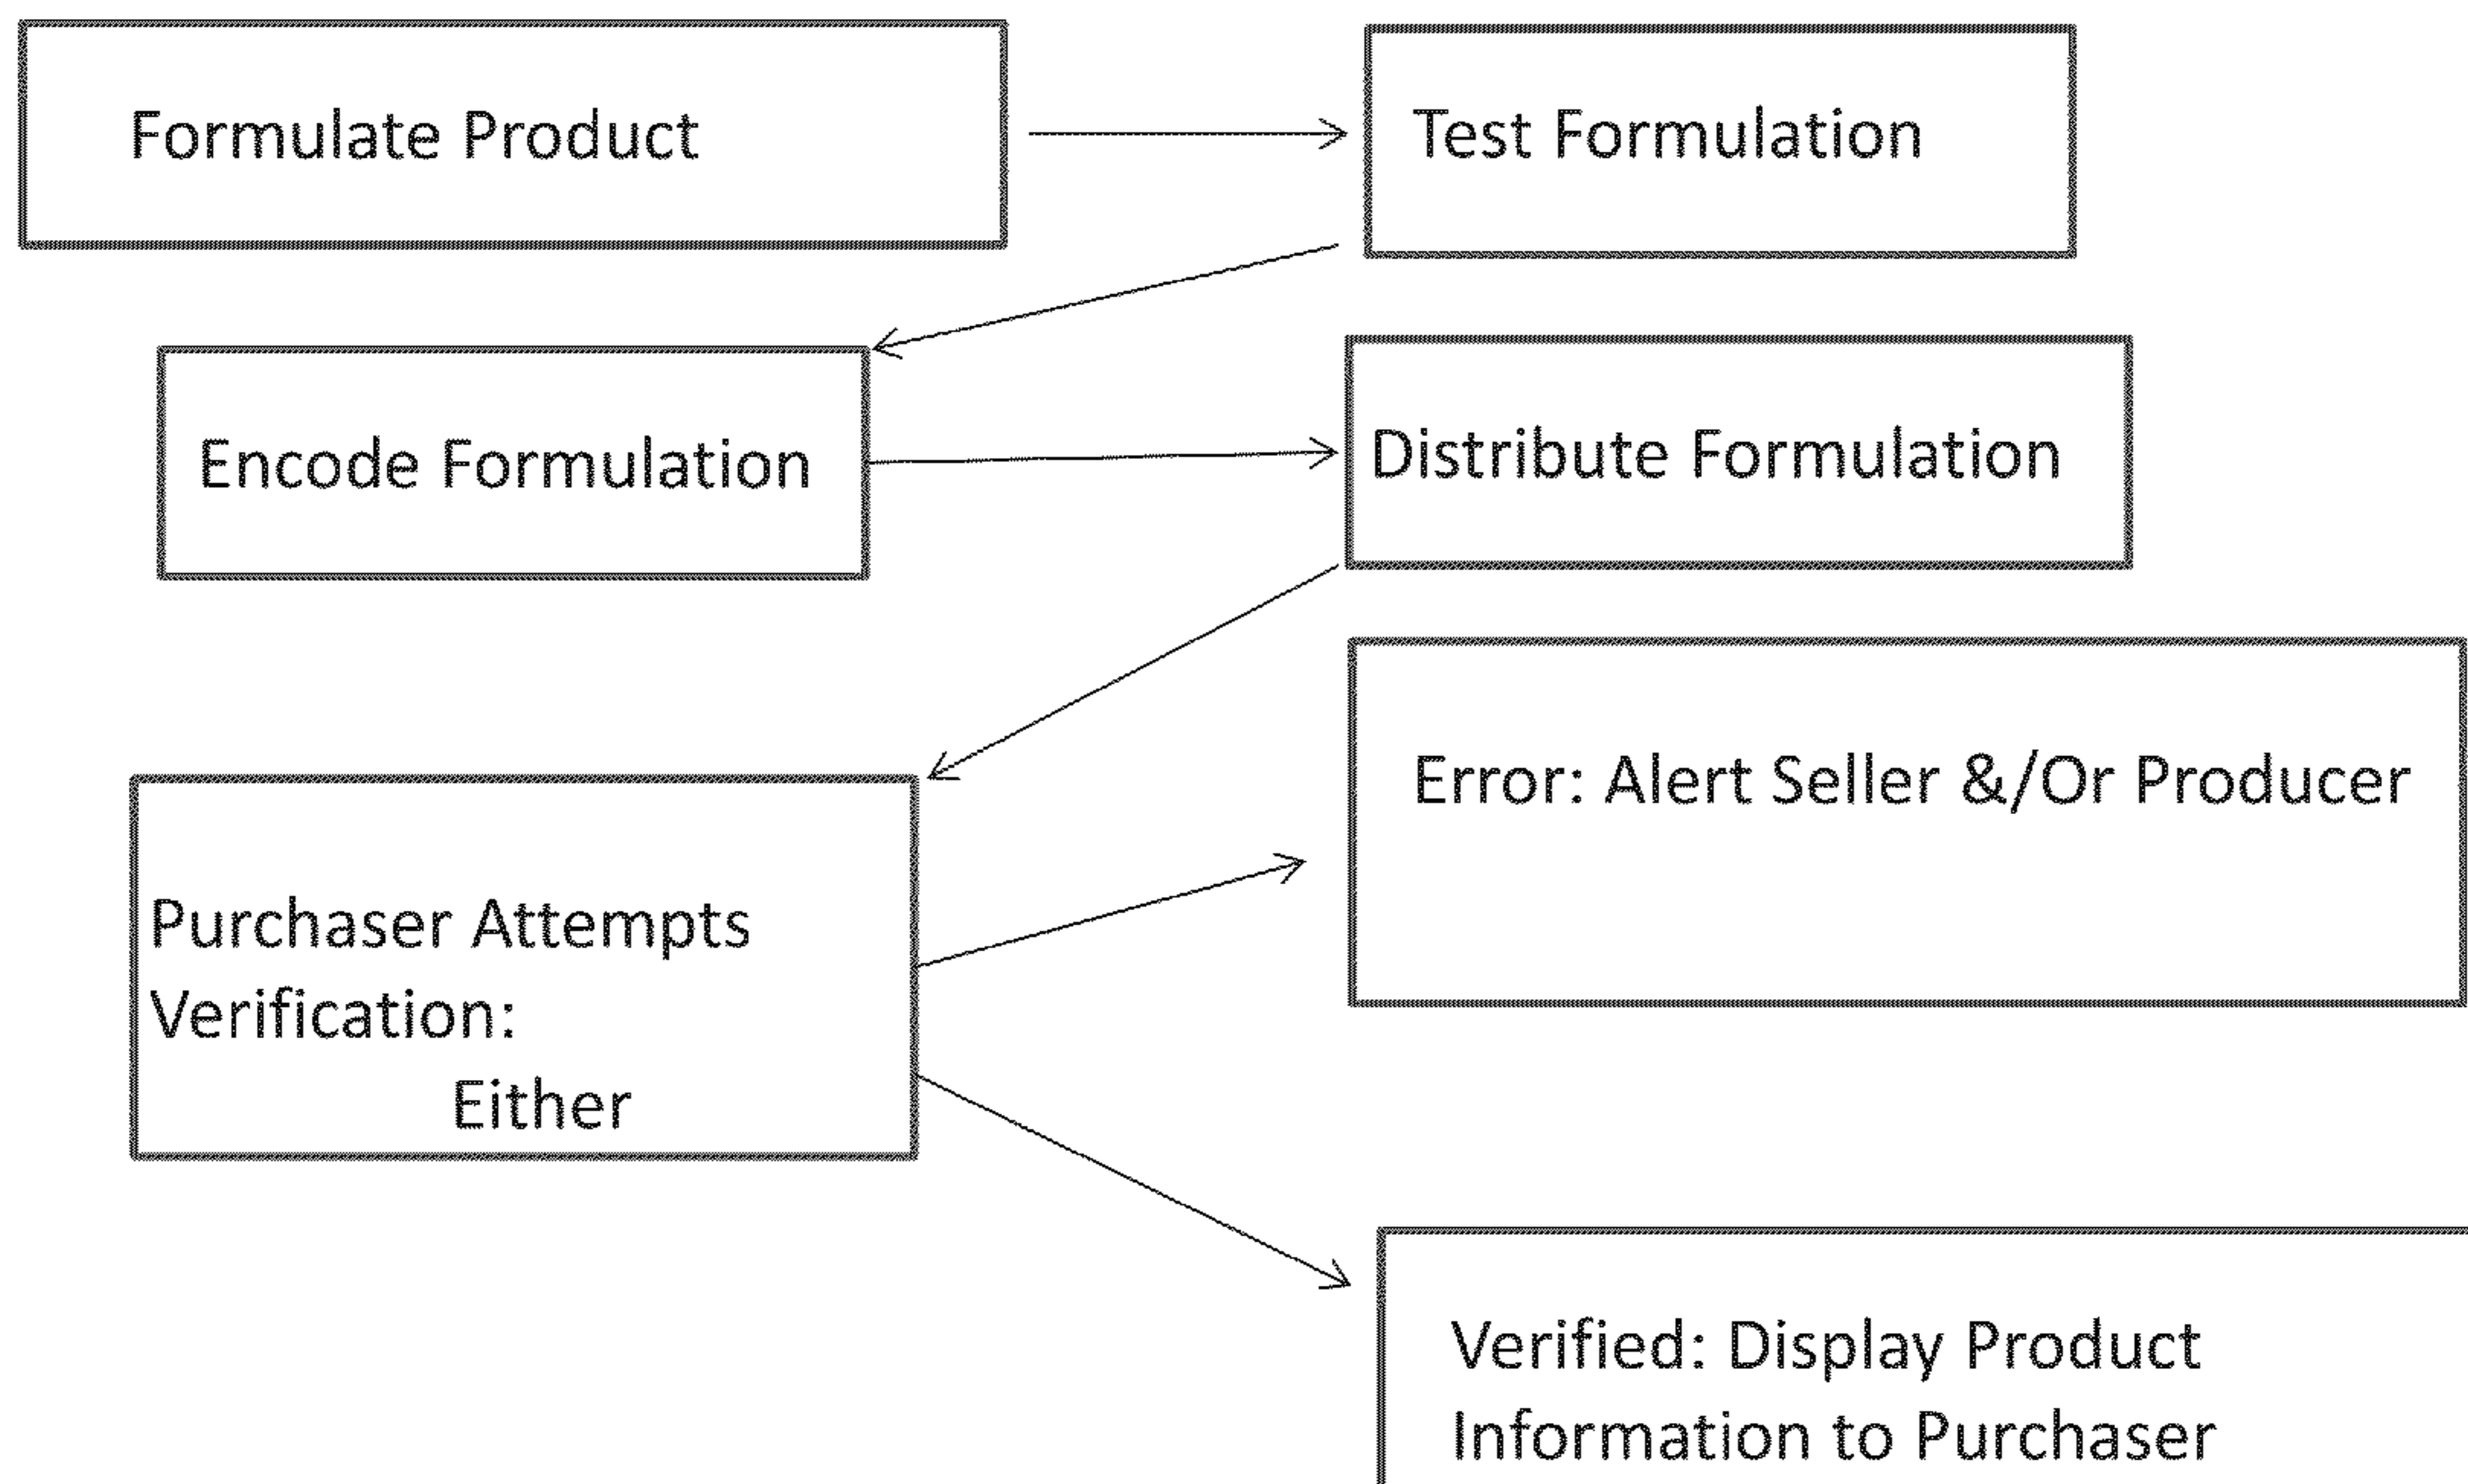 Formulate Product
Test Formulation
Encode Formulation
Distribute Formulation
Error: Alert Seller &/Or Producer
Purchaser Attempts
Verification:
Either
Verified: Display Product
Information to Purchaser